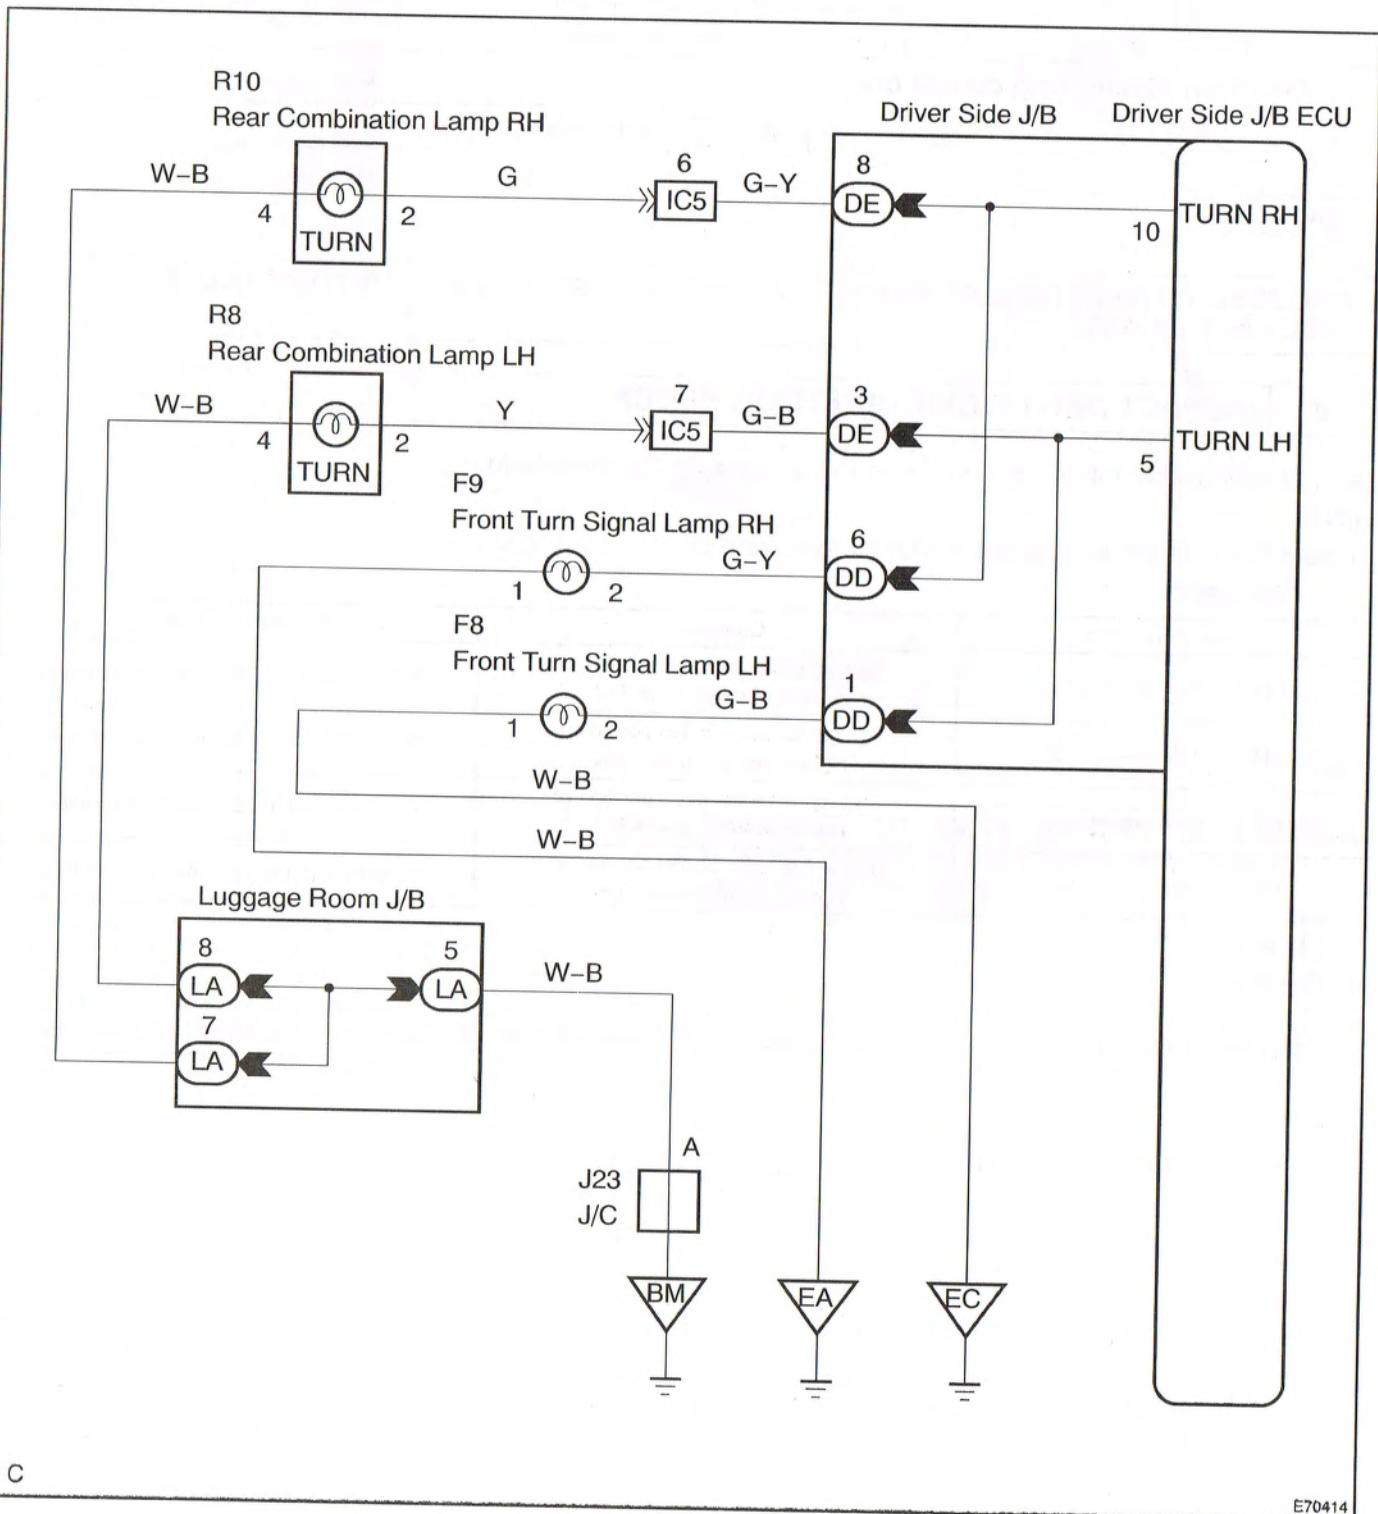 R10
Rear Combination Lamp RH
Driver Side J/B
Driver Side J/B ECU
W–B
4
TURN
2
G
6
IC5
G–Y
8
DE
10
TURN RH
R8
Rear Combination Lamp LH
W–B
4
TURN
2
Y
7
IC5
G–B
3
DE
5
TURN LH
F9
Front Turn Signal Lamp RH
1
2
G–Y
6
DD
F8
Front Turn Signal Lamp LH
1
2
G–B
1
DD
W–B
W–B
Luggage Room J/B
8
LA
5
LA
W–B
7
LA
A
J23
J/C
BM
EA
EC
C
E70414